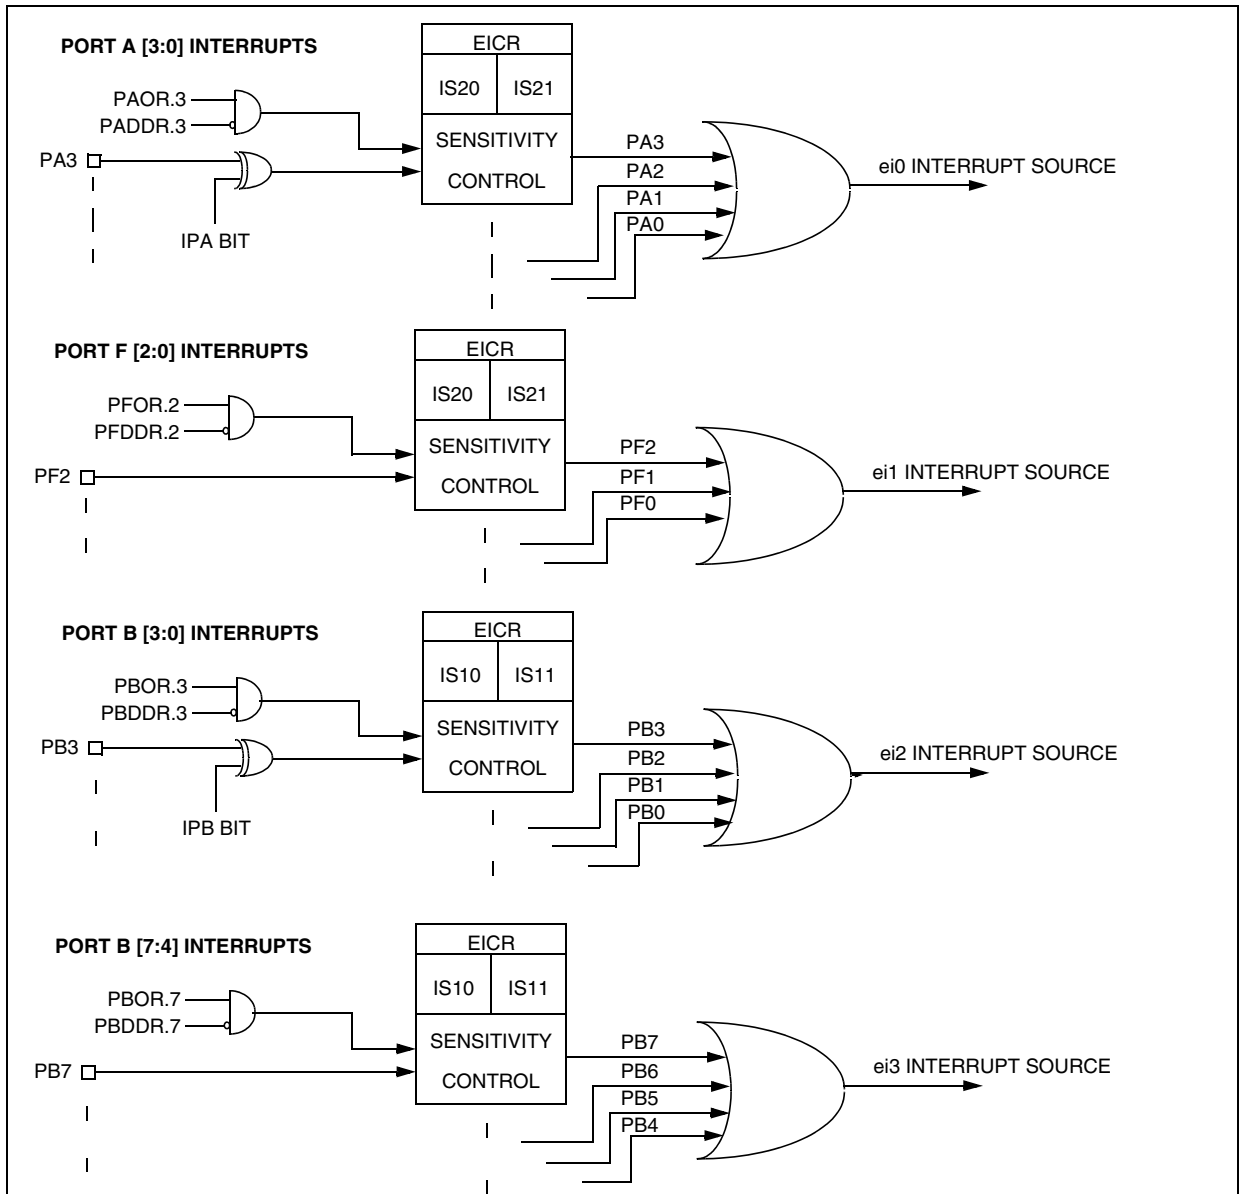 PORT A [3:0] INTERRUPTS
EICR
IS20 IS21
PAOR.3
PADDR.3
SENSITIVITY
CONTROL
PA3
IPA BIT
PA3
PA2
PA1
PA0
ei0 INTERRUPT SOURCE
PORT F [2:0] INTERRUPTS
EICR
IS20 IS21
PFOR.2
PFDDR.2
SENSITIVITY
CONTROL
PF2
PF2
PF1
PF0
ei1 INTERRUPT SOURCE
PORT B [3:0] INTERRUPTS
EICR
IS10 IS11
PBOR.3
PBDDR.3
SENSITIVITY
CONTROL
PB3
IPB BIT
PB3
PB2
PB1
PB0
ei2 INTERRUPT SOURCE
PORT B [7:4] INTERRUPTS
EICR
IS10 IS11
PBOR.7
PBDDR.7
SENSITIVITY
CONTROL
PB7
PB7
PB6
PB5
PB4
ei3 INTERRUPT SOURCE